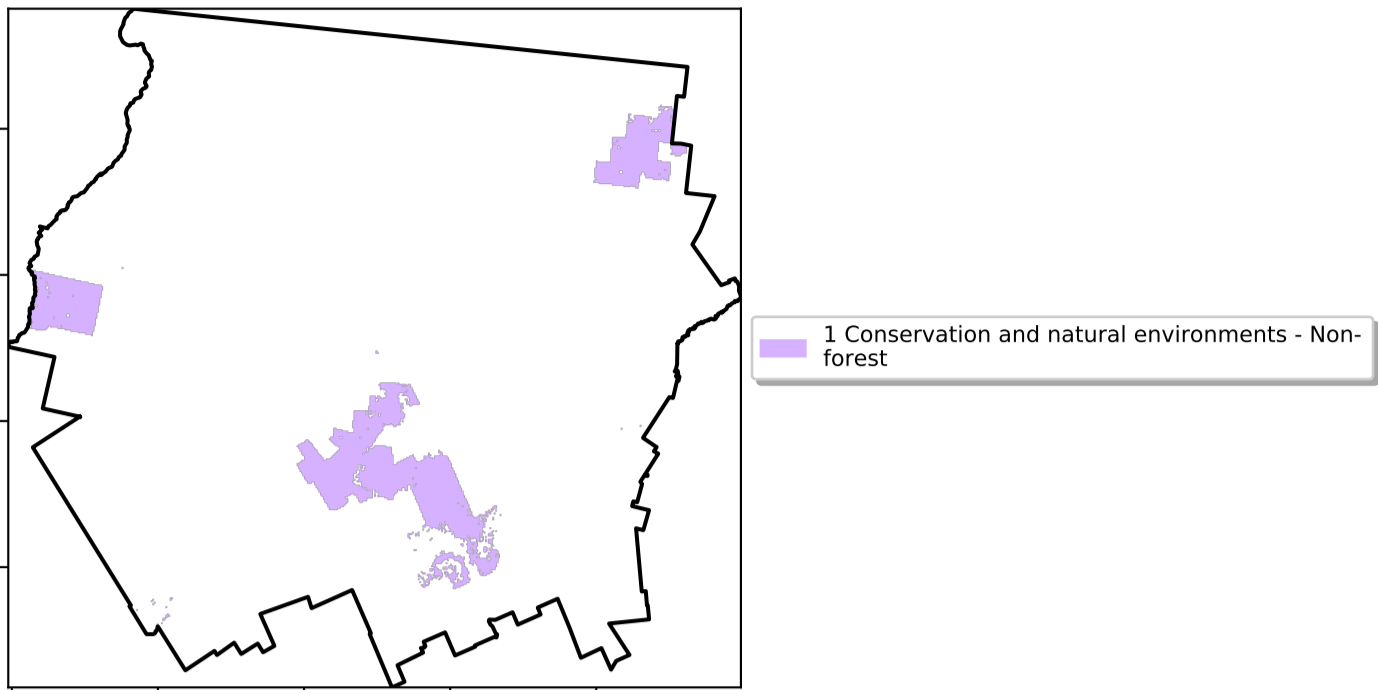 1 Conservation and natural environments - Non-
forest